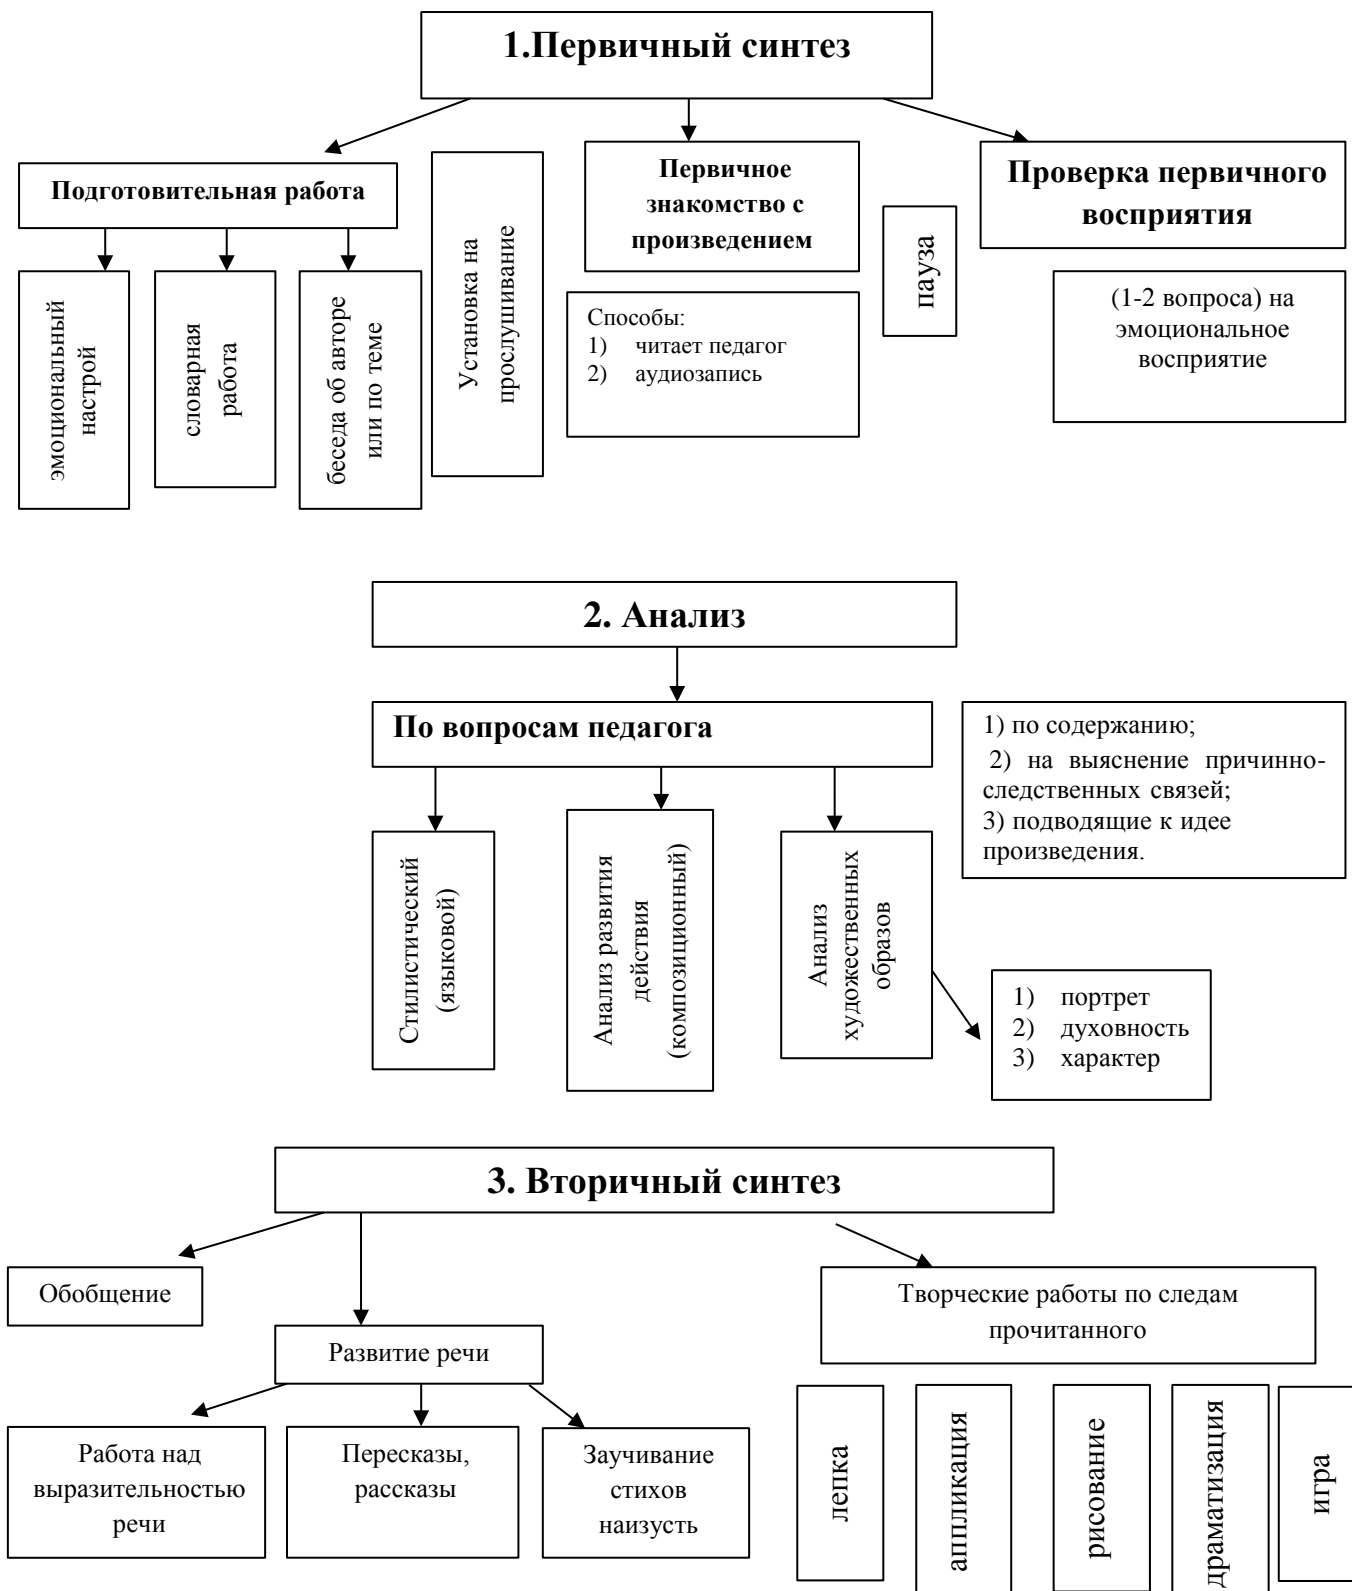 1.Первичный синтез
Подготовительная работа
эмоциональный
настрой
словарная
работа
беседа об авторе
или по теме
Установка на
прослушивание
Первичное
знакомство с
произведением
Способы:
1) читает педагог
2) аудиозапись
пауза
Проверка первичного
восприятия
(1-2 вопроса) на
эмоциональное
восприятие
2. Анализ
По вопросам педагога
1) по содержанию;
2) на выяснение причинно-
следственных связей;
3) подводящие к идее
произведения.
Стилистический
(языковой)
Анализ развития
действия
(композиционный)
Анализ
художественных
образов
1) портрет
2) духовность
3) характер
3. Вторичный синтез
Обобщение
Развитие речи
Творческие работы по следам
прочитанного
Работа над
выразительностью
речи
Пересказы,
рассказы
Заучивание
стихов
наизусть
лепка
аппликация
рисование
драматизация
игра